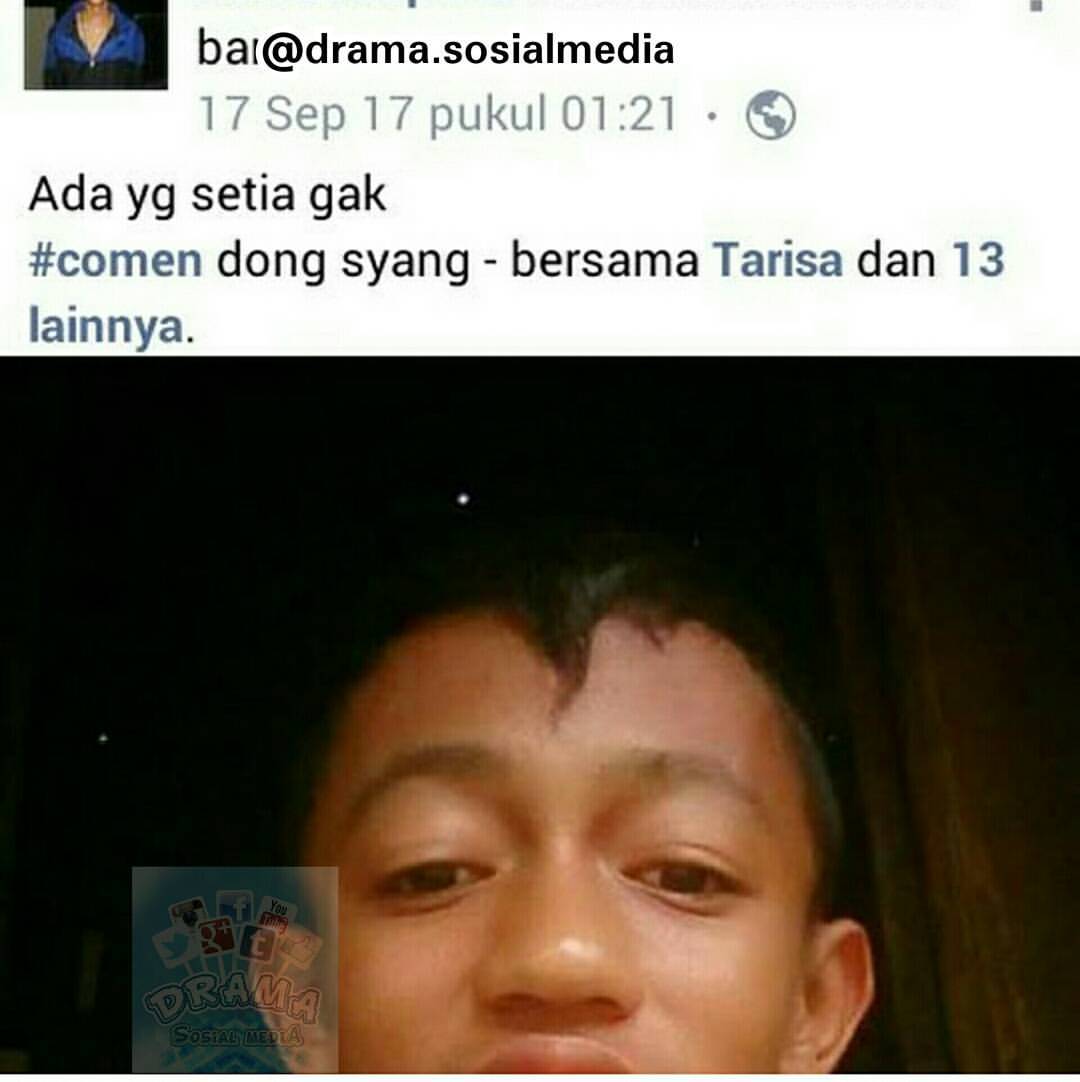 @drama.sosialmedia
17 Sep 17 pukul 01:21
Ada yg setia gak
#comen dong syang - bersama Tarisa dan 13
lainnya.
You
DRAMA
SOSIAL MEDIA